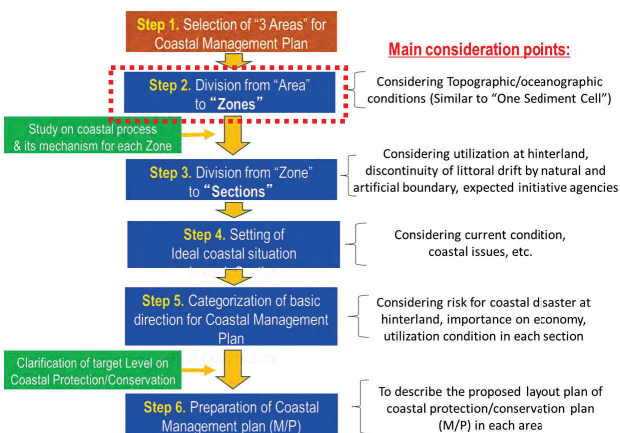 Step 1. Selection of “3 Areas” for
Coastal Management Plan
Main consideration points:
Step 2. Division from “Area”
to “Zones”
Considering Topographic/oceanographic
conditions (Similar to “One Sediment Cell”)
Study on coastal process
& its mechanism for each Zone
Step 3. Division from “Zone”
to “Sections”
Considering utilization at hinterland,
discontinuity of littoral drift by natural and
artificial boundary, expected initiative agencies
Step 4. Setting of
Ideal coastal situation
Considering current condition,
coastal issues, etc.
Step 5. Categorization of basic
direction for Coastal Management
Plan
Considering risk for coastal disaster at
hinterland, importance on economy,
utilization condition in each section
Clarification of target Level on
Coastal Protection/Conservation
Step 6. Preparation of Coastal
Management plan (M/P)
To describe the proposed layout plan of
coastal protection/conservation plan
(M/P) in each area